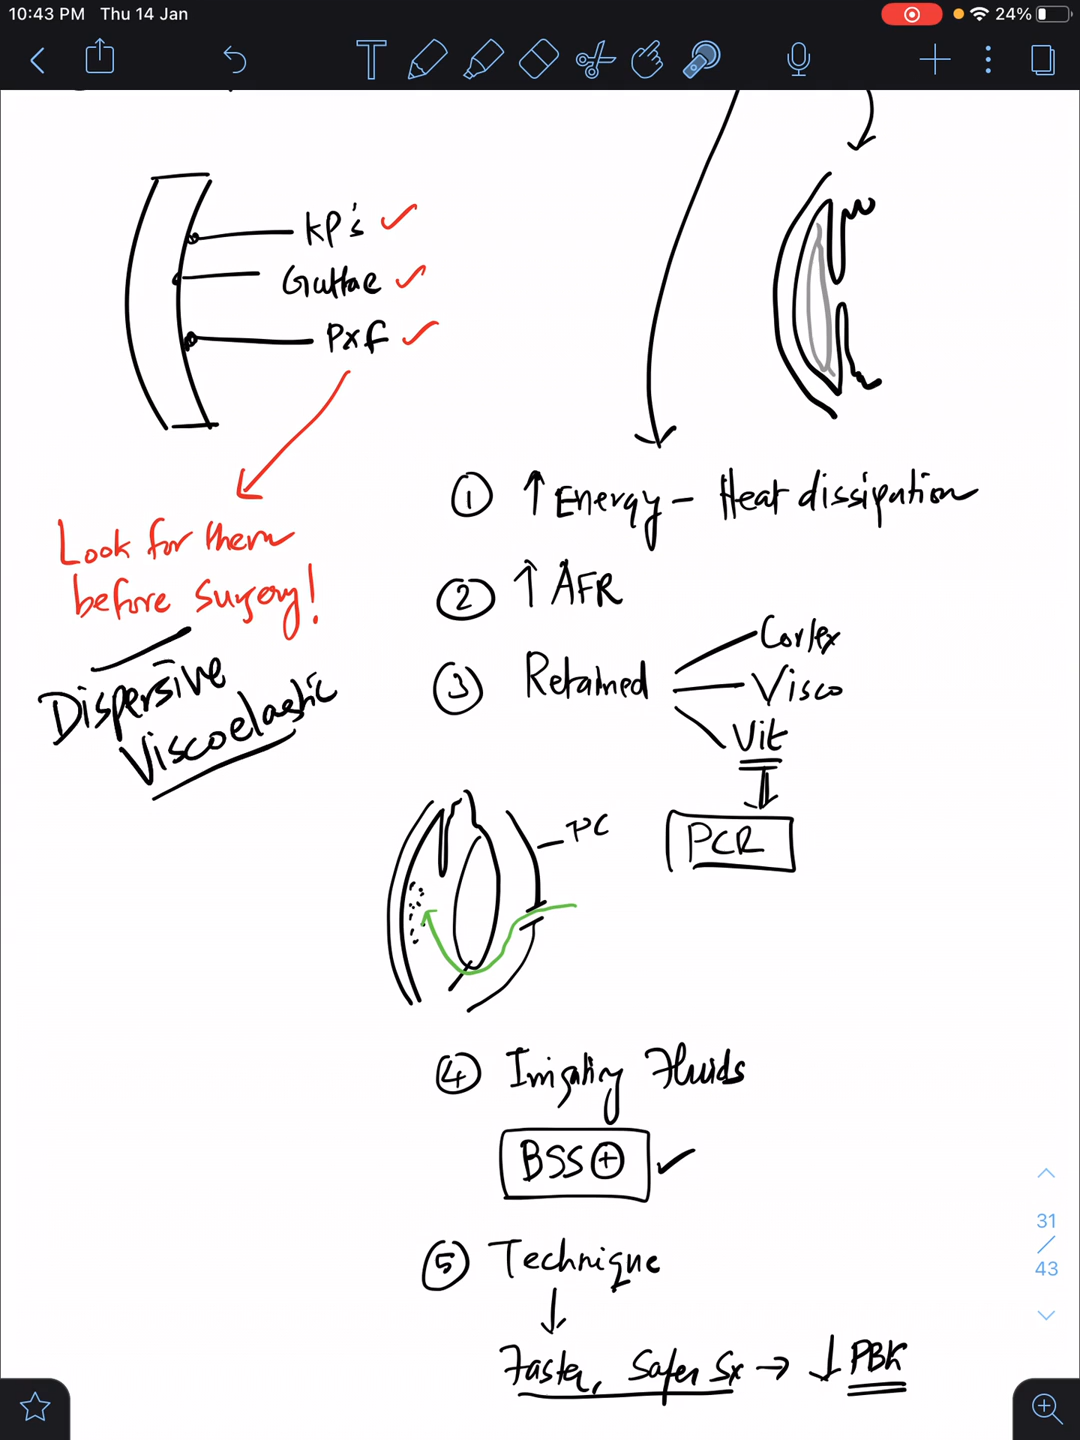 10:43 PM Thu 14 Jan
24%
KP's
Guttae
Pxf
Look for them
before surgery!
Dispersive
Viscoelastic
① ↑ Energy – Heat dissipation
② ↑ AFR
③ Retained
Cortex
Visco
Vit
PCR
PC
④ Irrigating Fluids
BSS⊕
⑤ Technique
↓
Faster, Safer Sx → ↓ PBK
31
/
43